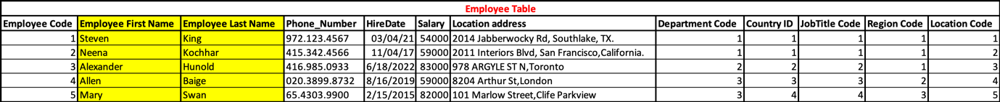 Employee Table
Employee Code Employee First Name Employee Last Name Phone_Number HireDate Salary Location address Department Code Country ID JobTitle Code Region Code Location Code
1 Steven King 972.123.4567 03/04/21 54000 2014 Jabberwocky Rd, Southlake, TX. 1 1 1 1 1
2 Neena Kochhar 415.342.4566 11/04/17 59000 2011 Interiors Blvd, San Francisco,California. 1 1 1 1 2
3 Alexander Hunold 416.985.0933 6/18/2022 83000 978 ARGYLE ST N,Toronto 2 2 2 1 3
4 Allen Baige 020.3899.8732 8/16/2019 59000 8204 Arthur St,London 3 3 3 2 4
5 Mary Swan 65.4303.9900 2/15/2015 82000 101 Marlow Street,Clife Parkview 3 4 4 3 5